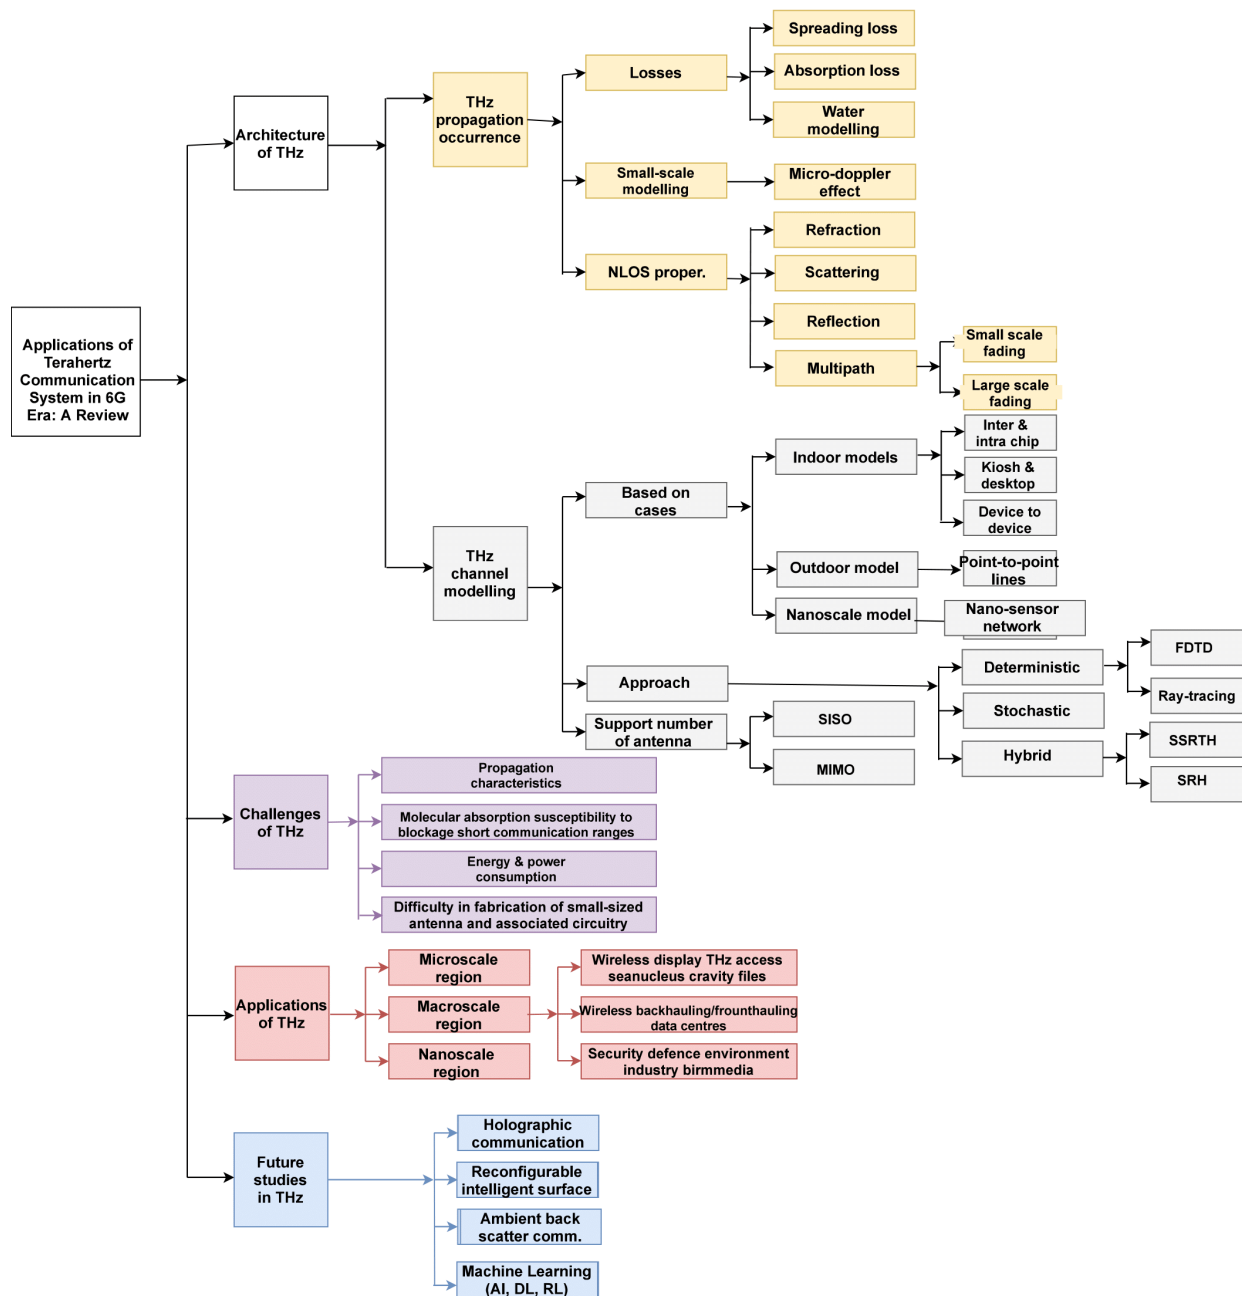 Applications of
Terahertz
Communication
System in 6G
Era: A Review
Architecture
of THz
THz
propagation
occurrence
Losses
Spreading loss
Absorption loss
Water
modelling
Small-scale
modelling
Micro-doppler
effect
NLOS proper.
Refraction
Scattering
Reflection
Multipath
Small scale
fading
Large scale
fading
THz
channel
modelling
Based on
cases
Indoor models
Inter &
intra chip
Kiosh &
desktop
Device to
device
Outdoor model
Point-to-point
lines
Nanoscale model
Nano-sensor
network
Approach
Deterministic
FDTD
Ray-tracing
Stochastic
Hybrid
SSRTH
SRH
Support number
of antenna
SISO
MIMO
Challenges
of THz
Propagation
characteristics
Molecular absorption susceptibility to
blockage short communication ranges
Energy & power
consumption
Difficulty in fabrication of small-sized
antenna and associated circuitry
Applications
of THz
Microscale
region
Macroscale
region
Nanoscale
region
Wireless display THz access
seanucleus cravity files
Wireless backhauling/frounthauling
data centres
Security defence environment
industry birmmedia
Future
studies
in THz
Holographic
communication
Reconfigurable
intelligent surface
Ambient back
scatter comm.
Machine Learning
(AI, DL, RL)